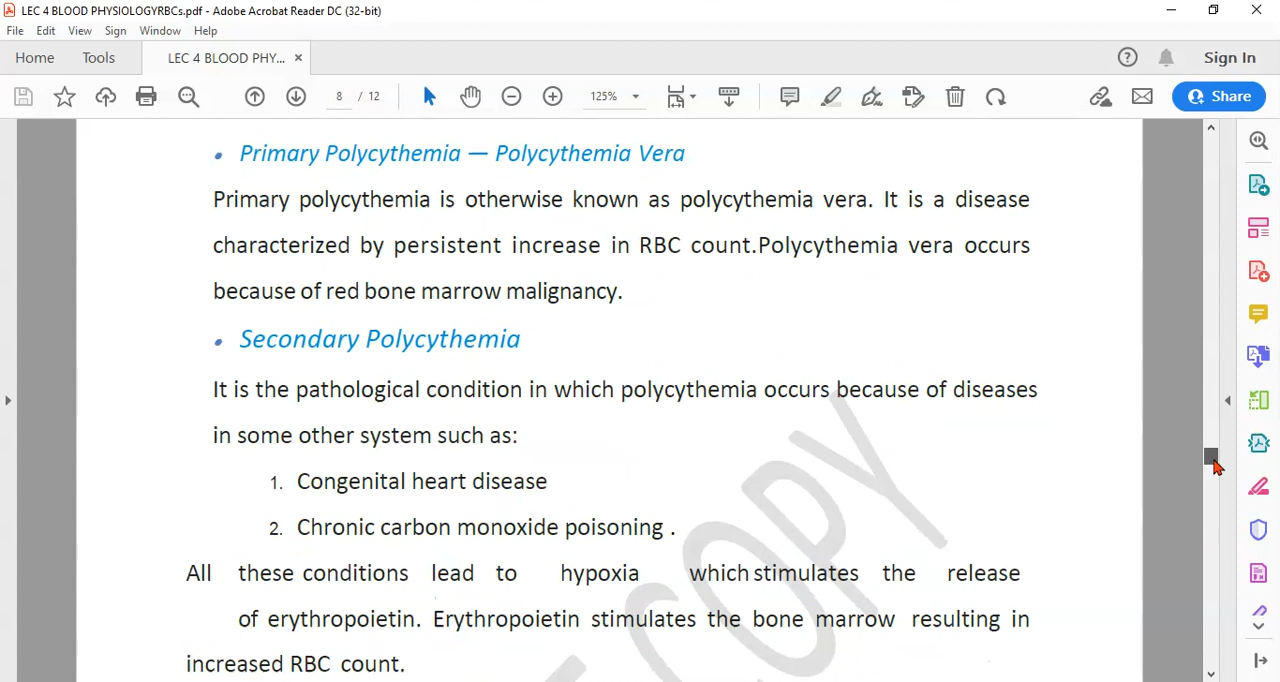 LEC 4 BLOOD PHYSIOLOGYRBCs.pdf - Adobe Acrobat Reader DC (32-bit)
File Edit View Sign Window Help
Home Tools LEC 4 BLOOD PHY... × Sign In
8 / 12 125% Share
• Primary Polycythemia — Polycythemia Vera
Primary polycythemia is otherwise known as polycythemia vera. It is a disease
characterized by persistent increase in RBC count.Polycythemia vera occurs
because of red bone marrow malignancy.
• Secondary Polycythemia
It is the pathological condition in which polycythemia occurs because of diseases
in some other system such as:
1. Congenital heart disease
2. Chronic carbon monoxide poisoning .
All these conditions lead to hypoxia which stimulates the release
of erythropoietin. Erythropoietin stimulates the bone marrow resulting in
increased RBC count.
COPY